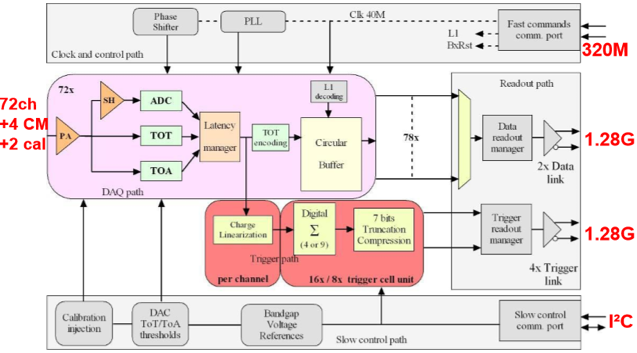 Phase
Shifter
PLL
Clk 40M
L1
BxRst
Fast commands
comm. port
320M
Clock and control path
72x
72ch
+4 CM
+2 cal
PA
SH
ADC
TOT
TOA
Latency
manager
TOT
encoding
L1
decoding
Circular
Buffer
DAQ path
78x
Readout path
Data
readout
manager
1.28G
2x Data
link
Charge
Linearization
Digital
Σ
(4 or 9)
7 bits
Truncation
Compression
Trigger path
per channel
16x / 8x trigger cell unit
Trigger
readout
manager
1.28G
4x Trigger
link
Calibration
injection
DAC
ToT/ToA
thresholds
Bandgap
Voltage
References
Slow control path
Slow control
comm. port
I²C